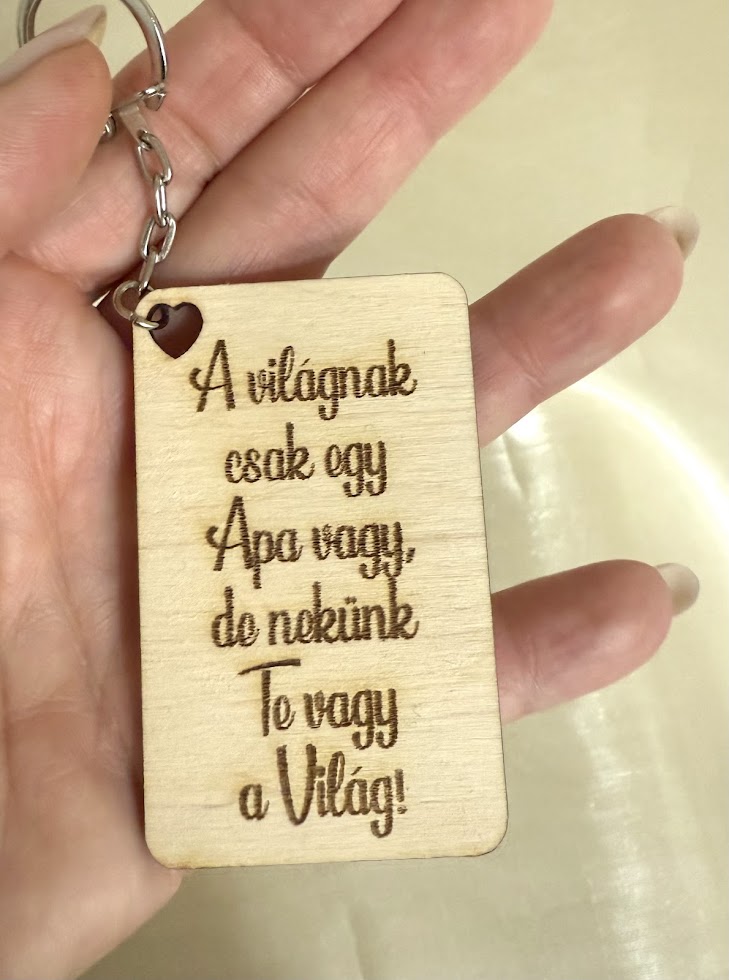 A világnak
csak egy
Apa vagy,
de nekünk
Te vagy
a Világ!